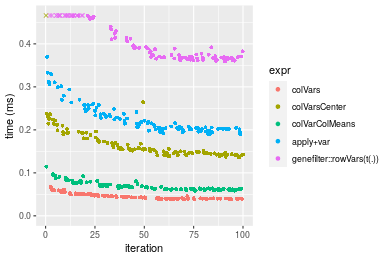 time (ms)
0.4
0.3
0.2
0.1
0.0
0
25
50
75
100
iteration
expr
colVars
colVarsCenter
colVarColMeans
apply+var
genefilter::rowVars(t(.))